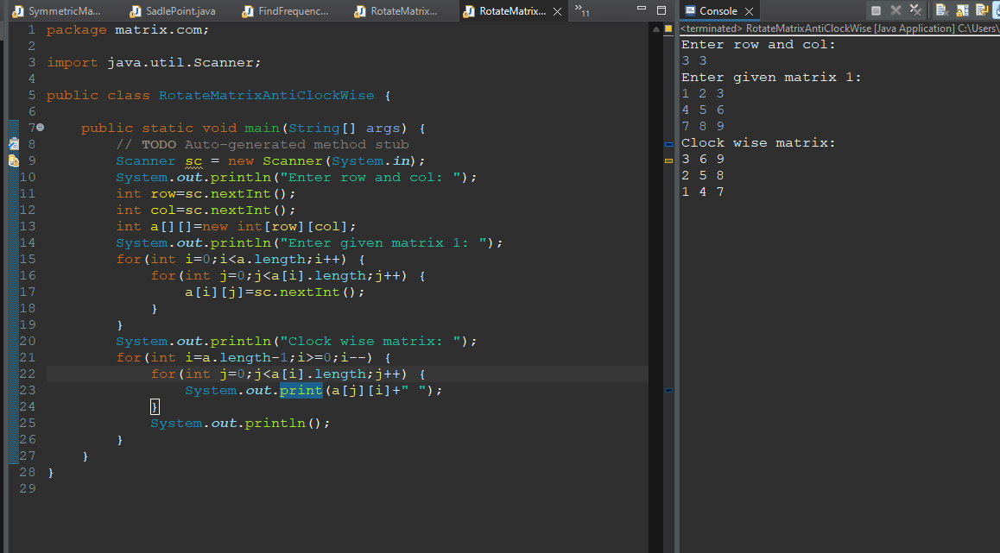 SymmetricMa... SadlePoint.java FindFrequenc... RotateMatrix... RotateMatrix... »11
1 package matrix.com;
2
3 import java.util.Scanner;
4
5 public class RotateMatrixAntiClockWise {
6
7 public static void main(String[] args) {
8 // TODO Auto-generated method stub
9 Scanner sc = new Scanner(System.in);
10 System.out.println("Enter row and col: ");
11 int row=sc.nextInt();
12 int col=sc.nextInt();
13 int a[][]=new int[row][col];
14 System.out.println("Enter given matrix 1: ");
15 for(int i=0;i<a.length;i++) {
16 for(int j=0;j<a[i].length;j++) {
17 a[i][j]=sc.nextInt();
18 }
19 }
20 System.out.println("Clock wise matrix: ");
21 for(int i=a.length-1;i>=0;i--) {
22 for(int j=0;j<a[i].length;j++) {
23 System.out.print(a[j][i]+" ");
24 }
25 System.out.println();
26 }
27 }
28 }
29
Console
<terminated> RotateMatrixAntiClockWise [Java Application] C:\Users\
Enter row and col:
3 3
Enter given matrix 1:
1 2 3
4 5 6
7 8 9
Clock wise matrix:
3 6 9
2 5 8
1 4 7